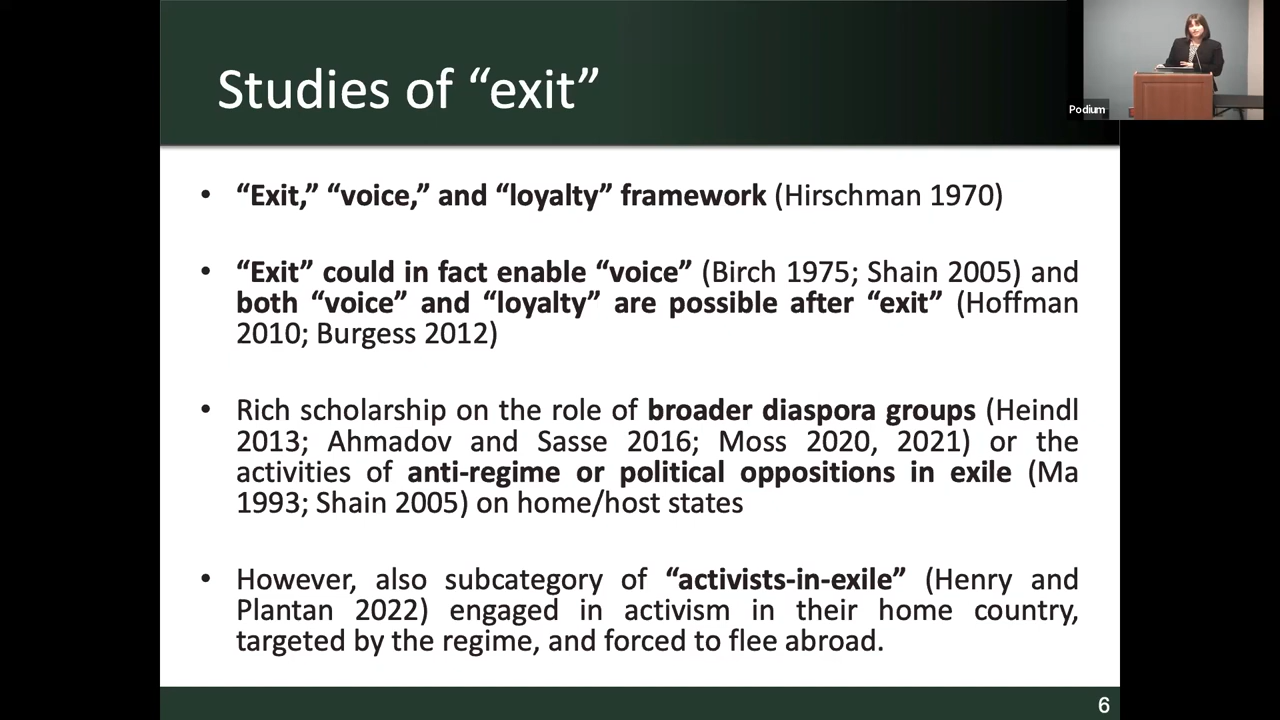 Studies of “exit”
Podium
• “Exit,” “voice,” and “loyalty” framework (Hirschman 1970)
• “Exit” could in fact enable “voice” (Birch 1975; Shain 2005) and
both “voice” and “loyalty” are possible after “exit” (Hoffman
2010; Burgess 2012)
• Rich scholarship on the role of broader diaspora groups (Heindl
2013; Ahmadov and Sasse 2016; Moss 2020, 2021) or the
activities of anti-regime or political oppositions in exile (Ma
1993; Shain 2005) on home/host states
• However, also subcategory of “activists-in-exile” (Henry and
Plantan 2022) engaged in activism in their home country,
targeted by the regime, and forced to flee abroad.
6